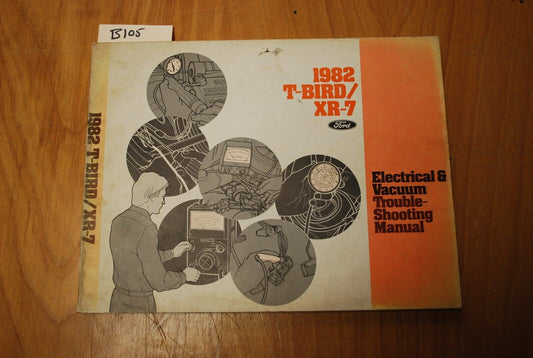 B105
1982
T-BIRD/
XR-7
Ford
Electrical &
Vacuum
Trouble-
Shooting
Manual
1982 T-BIRD/XR-7